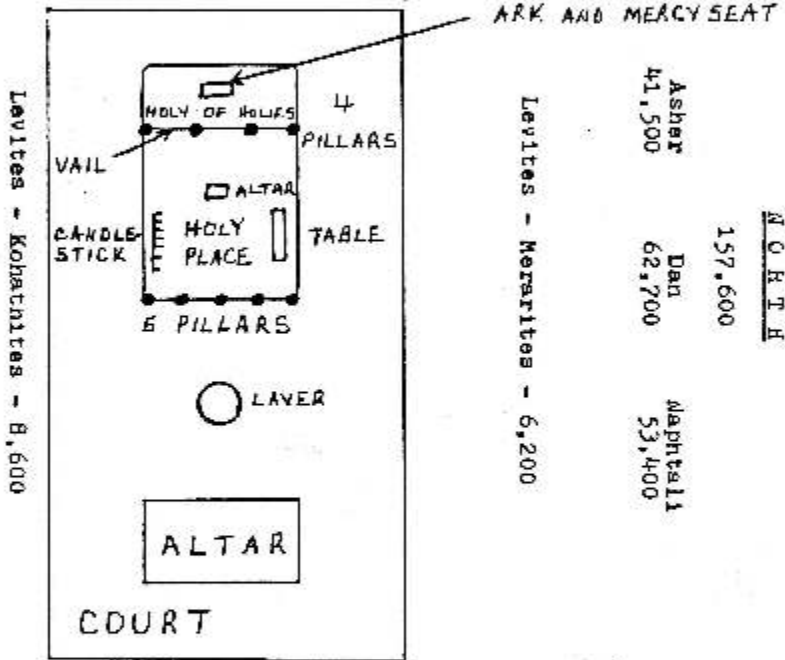 ARK AND MERCY SEAT
HOLY OF HOLIES
4
PILLARS
VAIL
ALTAR
CANDLE-
STICK
HOLY
PLACE
TABLE
5 PILLARS
LAVER
ALTAR
COURT
Levites - Kohathites - 8,600
Levites - Merarites - 6,200
NORTH
157,600
Asher
41,500
Dan
62,700
Naphtali
53,400